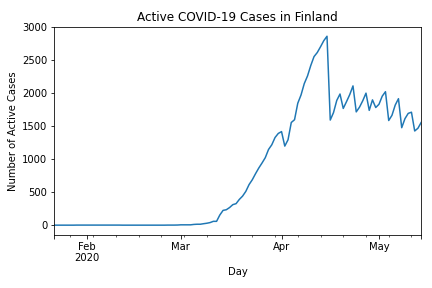 Active COVID-19 Cases in Finland
3000
2500
2000
1500
1000
500
0
Number of Active Cases
Feb
2020
Mar
Apr
May
Day